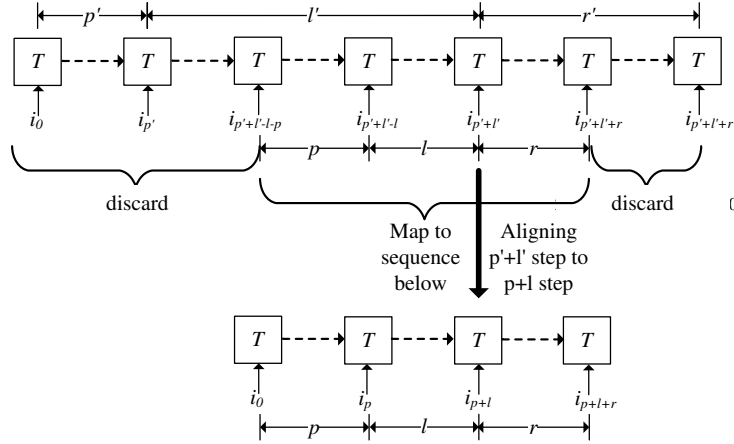 p' l' r'
T T T T T T T
i0 ip' ip'+l'-l-p ip'+l'-l ip'+l' ip'+l'+r ip'+l'+r'
p l r
discard discard
Map to
sequence
below
Aligning
p'+l' step to
p+l step
T T T T
i0 ip ip+l ip+l+r
p l r